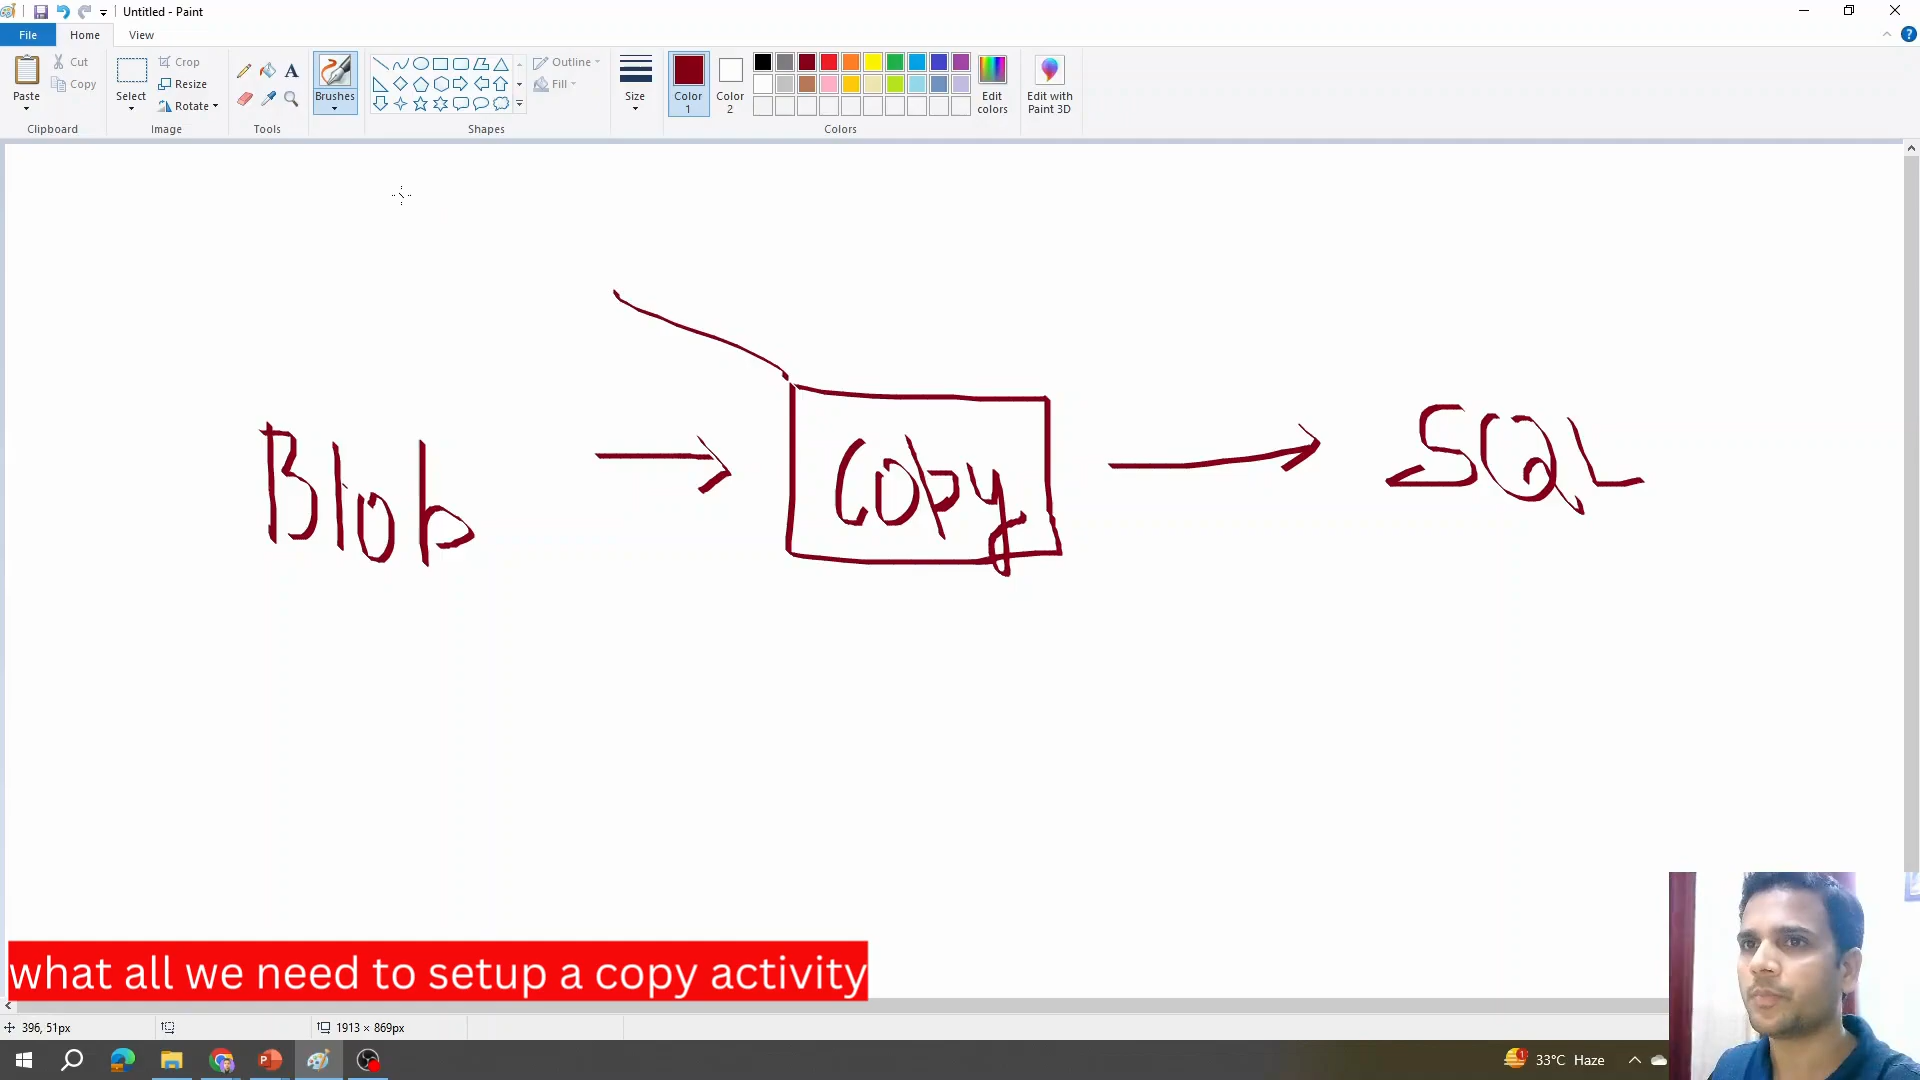 Untitled - Paint
File Home View
Paste
Cut
Copy
Clipboard
Select
Crop
Resize
Rotate
Image
Tools
Brushes
Shapes
Outline
Fill
Size
Color 1
Color 2
Edit colors
Colors
Edit with Paint 3D
Blob
Copy
SQL
what all we need to setup a copy activity
396, 51px
1913 × 869px
33°C Haze